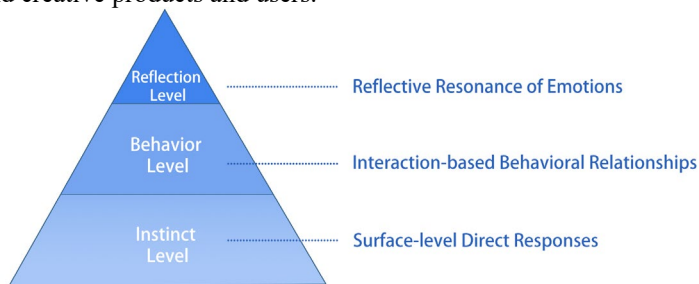 nd creative products and users.
Reflection
Level
Reflective Resonance of Emotions
Behavior
Level
Interaction-based Behavioral Relationships
Instinct
Level
Surface-level Direct Responses